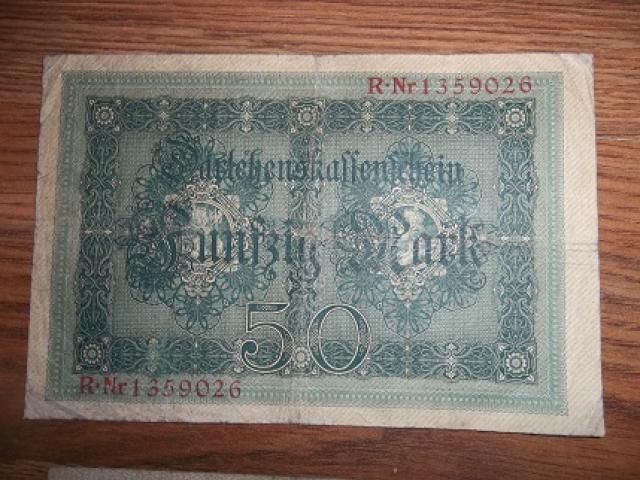 R·Nr 1359026
Darlehenskassenschein
Fünfzig Mark
50
R·Nr 1359026